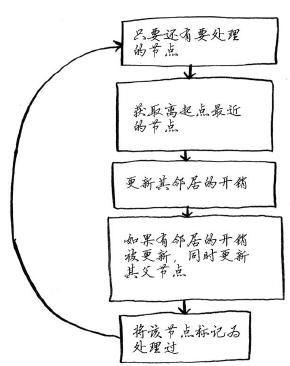 只要还有要处理
的节点
获取离起点最近
的节点
更新其邻居的开销
如果有邻居的开销
被更新，同时更新
其父节点
将该节点标记为
处理过